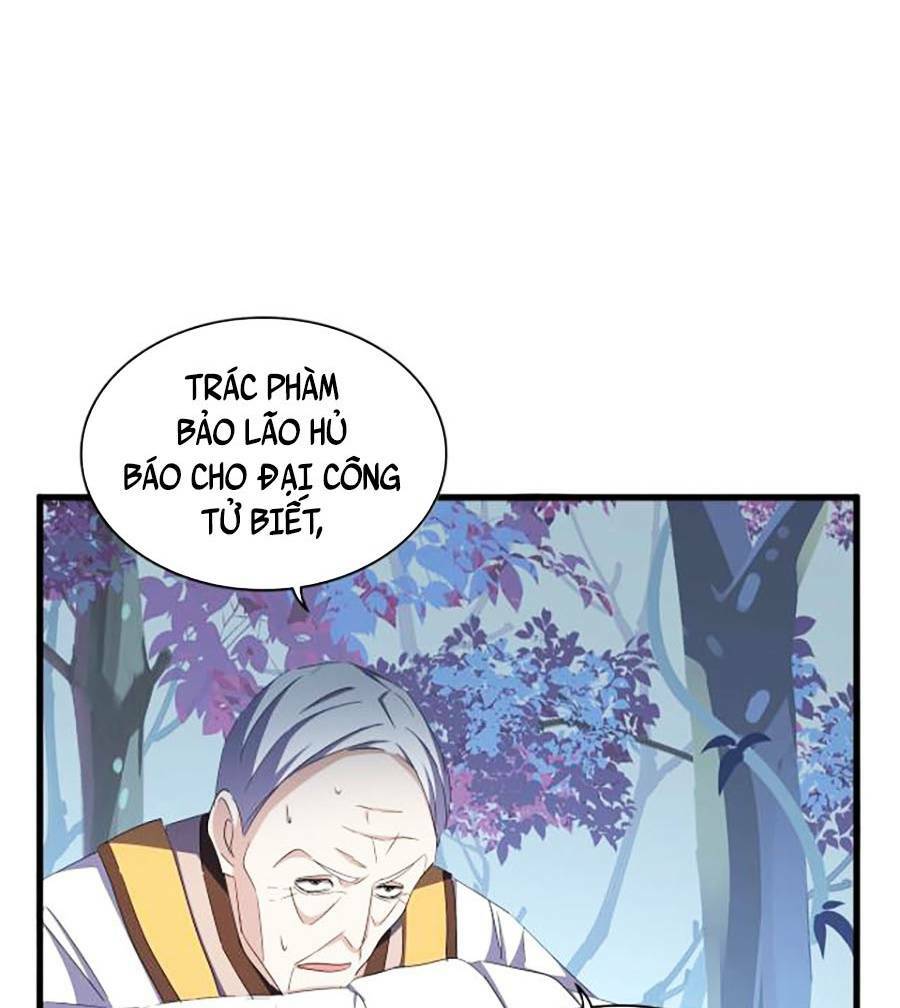 TRÁC PHÀM
BẢO LÃO HỦ
BÁO CHO ĐẠI CÔNG
TỬ BIẾT,